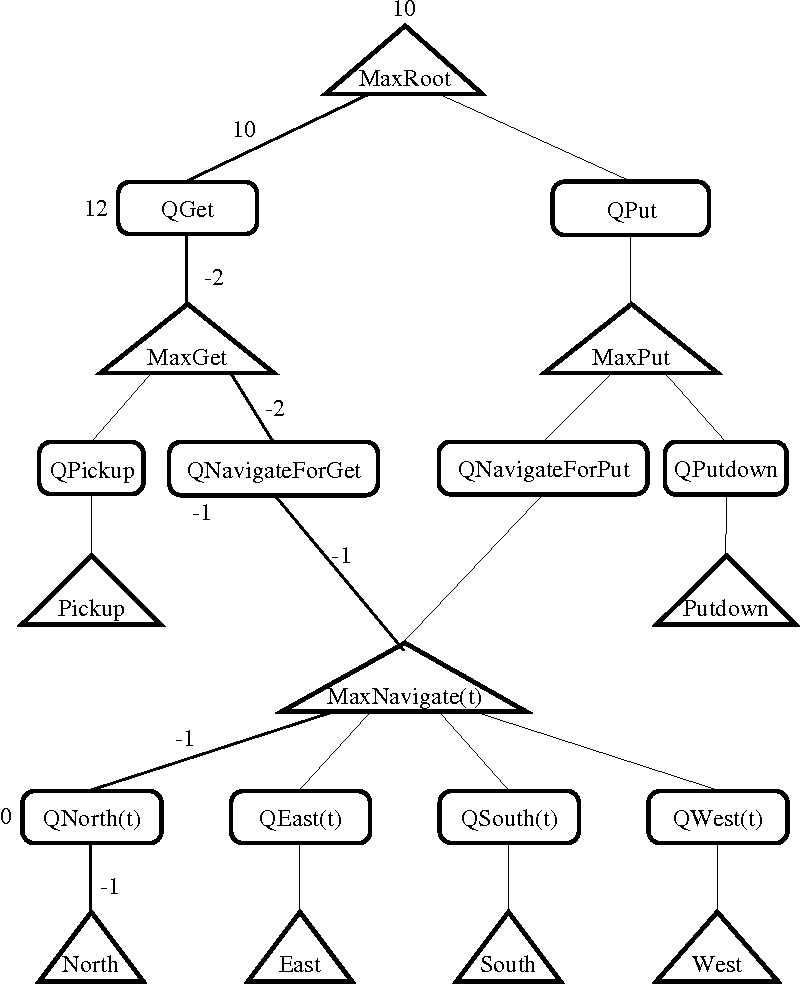 10
MaxRoot
10
12
QGet
QPut
-2
MaxGet
MaxPut
-2
QPickup
QNavigateForGet
QNavigateForPut
QPutdown
-1
-1
Pickup
Putdown
MaxNavigate(t)
-1
0
QNorth(t)
QEast(t)
QSouth(t)
QWest(t)
-1
North
East
South
West